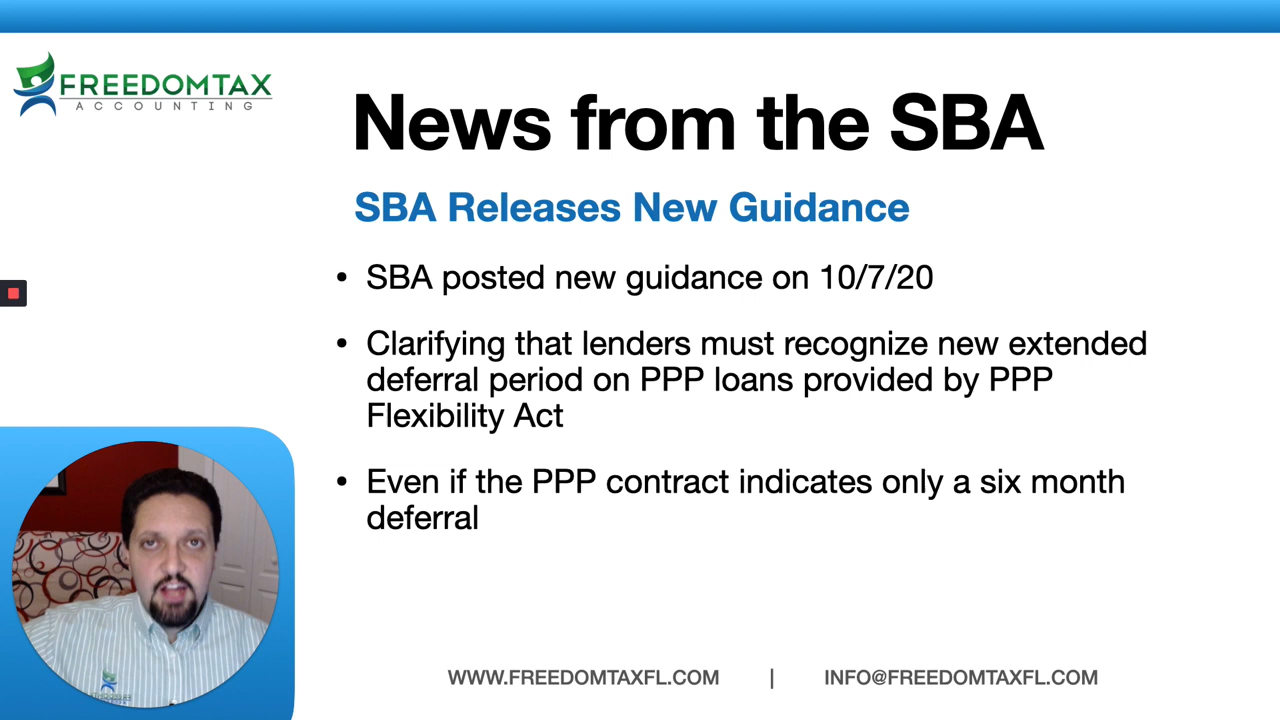 FREEDOMTAX
ACCOUNTING
News from the SBA
SBA Releases New Guidance
• SBA posted new guidance on 10/7/20
• Clarifying that lenders must recognize new extended
deferral period on PPP loans provided by PPP
Flexibility Act
• Even if the PPP contract indicates only a six month
deferral
WWW.FREEDOMTAXFL.COM | INFO@FREEDOMTAXFL.COM